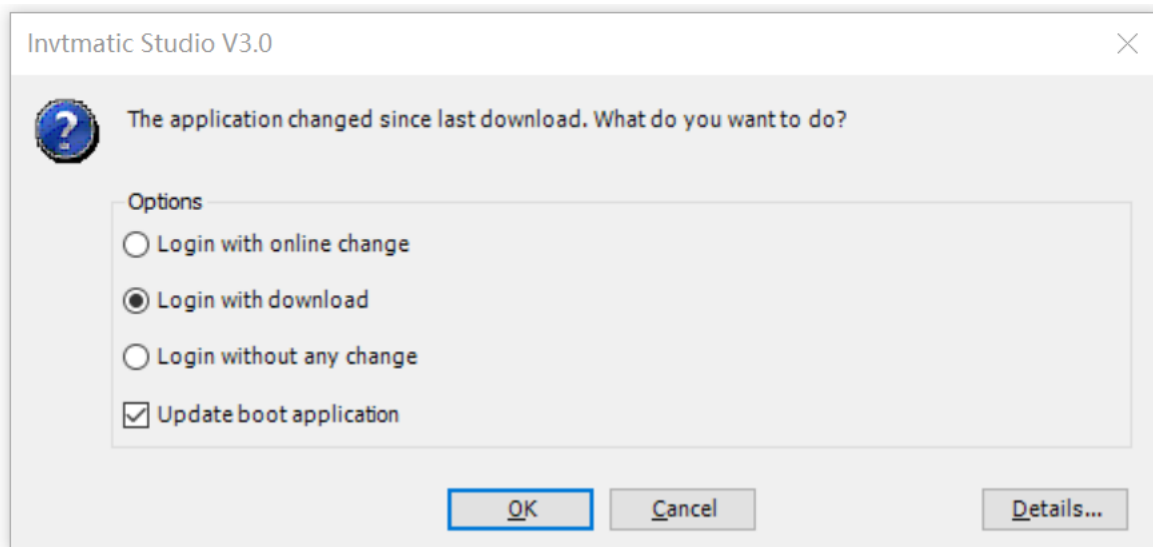 Invtmatic Studio V3.0
The application changed since last download. What do you want to do?
Options
Login with online change
Login with download
Login without any change
Update boot application
OK
Cancel
Details...